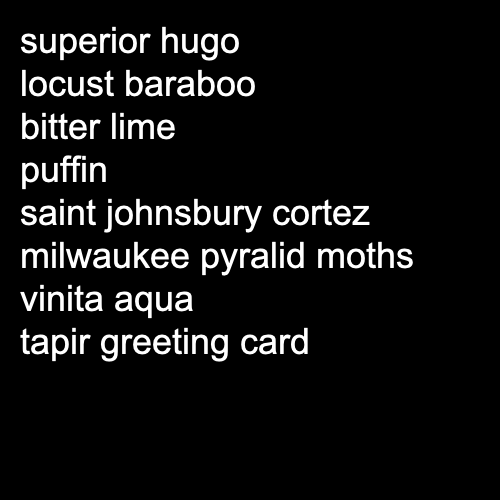 superior hugo
locust baraboo
bitter lime
puffin
saint johnsbury cortez
milwaukee pyralid moths
vinita aqua
tapir greeting card